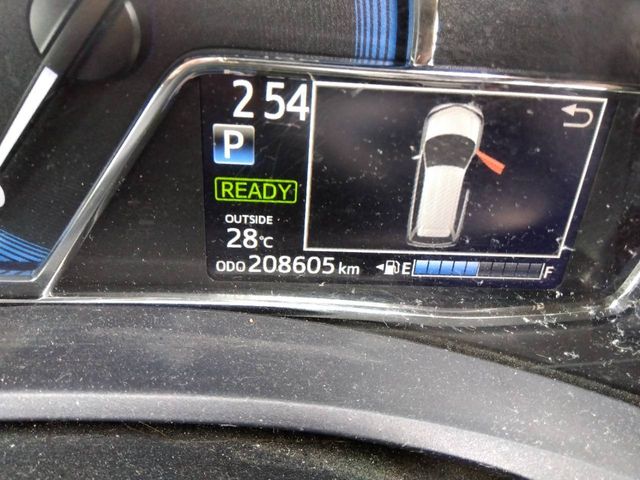 2 54
P
READY
OUTSIDE
28°C
ODO 208605 km E F